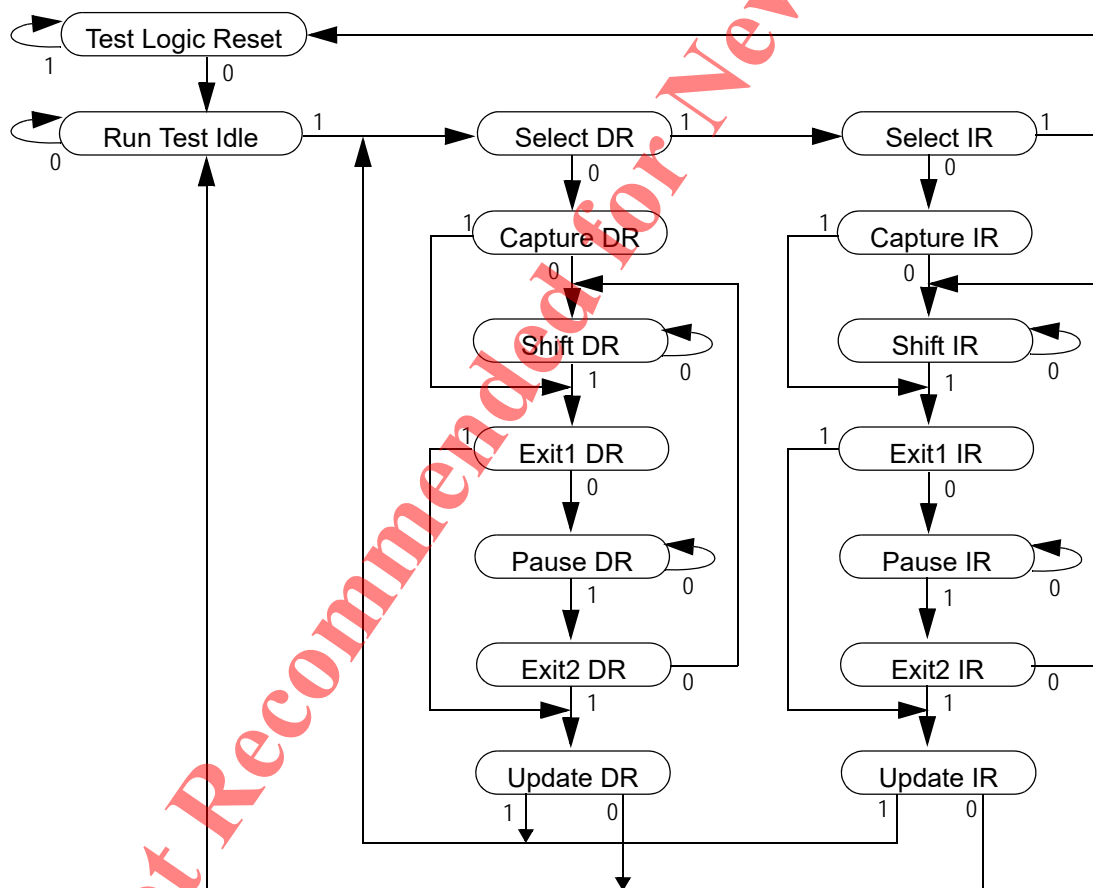 Test Logic Reset
1
0
Run Test Idle
1
0
Select DR
1
0
Select IR
1
0
Capture DR
1
0
Capture IR
1
0
Shift DR
0
1
Shift IR
0
1
Exit1 DR
1
0
Exit1 IR
1
0
Pause DR
0
1
Pause IR
0
1
Exit2 DR
0
1
Exit2 IR
0
1
Update DR
1
0
Update IR
1
0
t Recommended for New